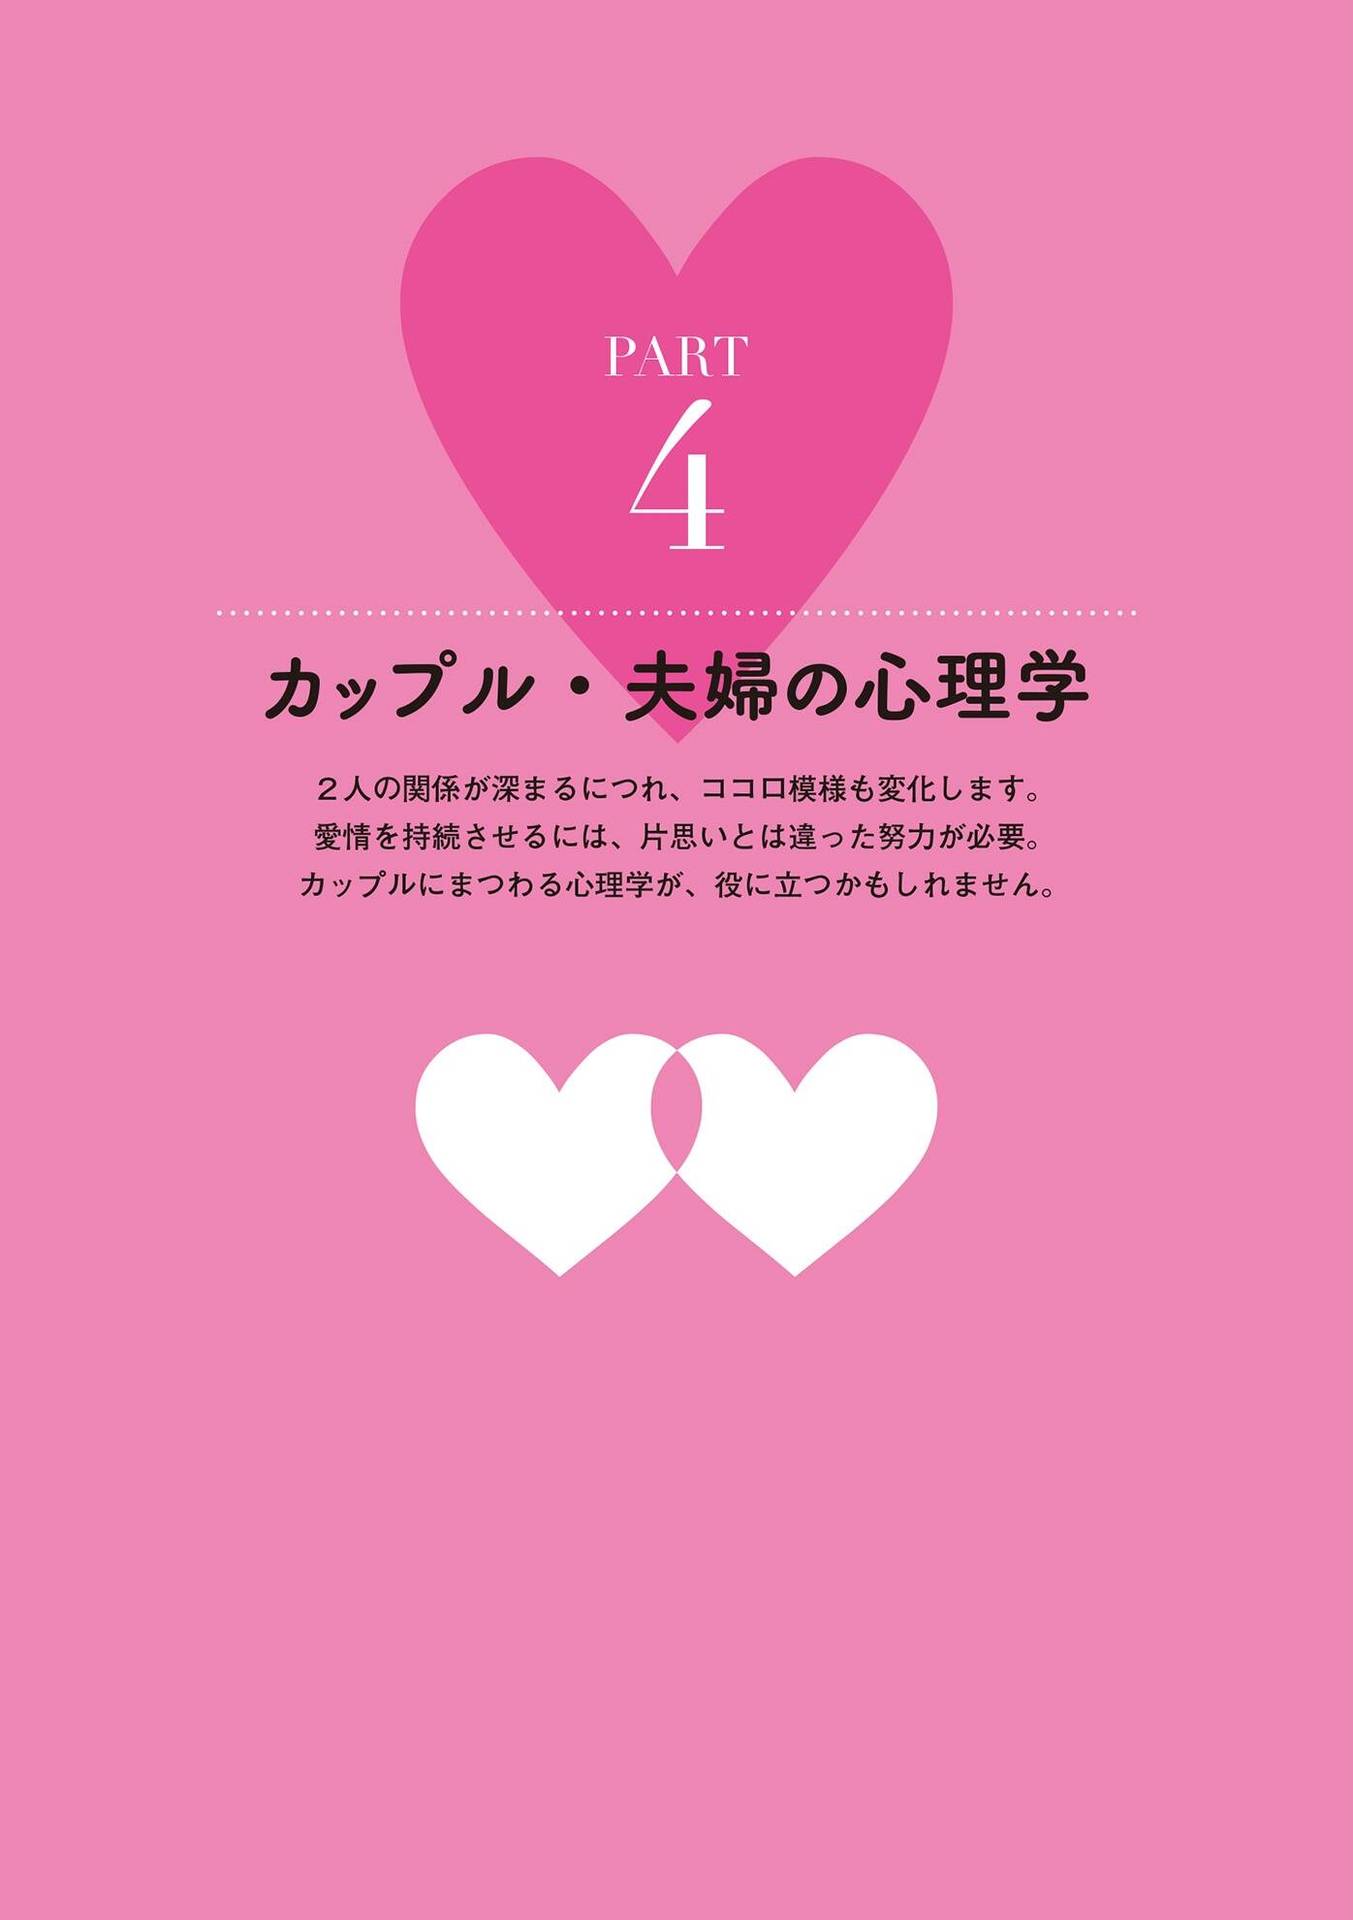 PART
4
カップル・夫婦の心理学
２人の関係が深まるにつれ、ココロ模様も変化します。
愛情を持続させるには、片思いとは違った努力が必要。
カップルにまつわる心理学が、役に立つかもしれません。